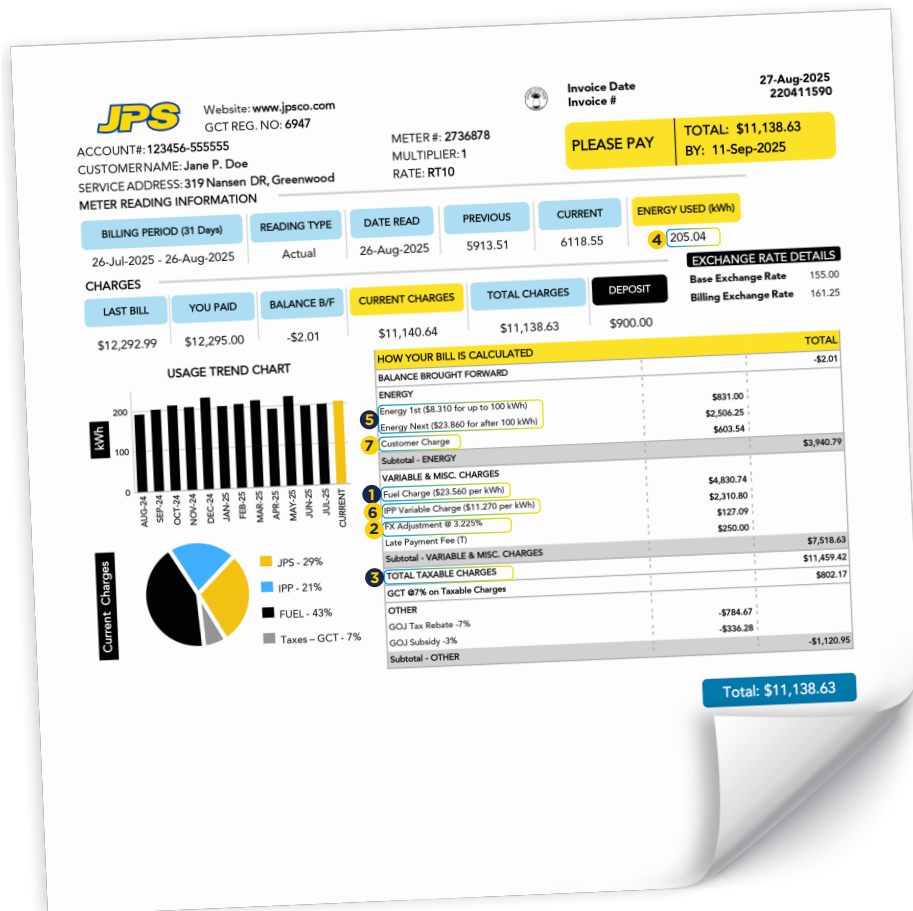 Invoice Date 27-Aug-2025
Invoice # 220411590
JPS
Website: www.jpsco.com
GCT REG. NO: 6947
PLEASE PAY
TOTAL: $11,138.63
BY: 11-Sep-2025
ACCOUNT#: 123456-555555
CUSTOMER NAME: Jane P. Doe
SERVICE ADDRESS: 319 Nansen DR, Greenwood
METER #: 2736878
MULTIPLIER: 1
RATE: RT10
METER READING INFORMATION
BILLING PERIOD (31 Days) READING TYPE DATE READ PREVIOUS CURRENT ENERGY USED (kWh)
26-Jul-2025 - 26-Aug-2025 Actual 26-Aug-2025 5913.51 6118.55 4 205.04
EXCHANGE RATE DETAILS
Base Exchange Rate 155.00
Billing Exchange Rate 161.25
CHARGES
LAST BILL YOU PAID BALANCE B/F CURRENT CHARGES TOTAL CHARGES DEPOSIT
$12,292.99 $12,295.00 -$2.01 $11,140.64 $11,138.63 $900.00
USAGE TREND CHART
kWh
200
100
0
AUG-24 SEP-24 OCT-24 NOV-24 DEC-24 JAN-25 FEB-25 MAR-25 APR-25 MAY-25 JUN-25 JUL-25 CURRENT
Current Charges
JPS - 29%
IPP - 21%
FUEL - 43%
Taxes – GCT - 7%
HOW YOUR BILL IS CALCULATED TOTAL
BALANCE BROUGHT FORWARD -$2.01
ENERGY
5 Energy 1st ($8.310 for up to 100 kWh) $831.00
Energy Next ($23.860 for after 100 kWh) $2,506.25
7 Customer Charge $603.54
Subtotal - ENERGY $3,940.79
VARIABLE & MISC. CHARGES
1 Fuel Charge ($23.560 per kWh) $4,830.74
6 IPP Variable Charge ($11.270 per kWh) $2,310.80
2 FX Adjustment @ 3.225% $127.09
Late Payment Fee (T) $250.00
Subtotal - VARIABLE & MISC. CHARGES $7,518.63
3 TOTAL TAXABLE CHARGES $11,459.42
GCT @7% on Taxable Charges $802.17
OTHER
GOJ Tax Rebate -7% -$784.67
GOJ Subsidy -3% -$336.28
Subtotal - OTHER -$1,120.95
Total: $11,138.63